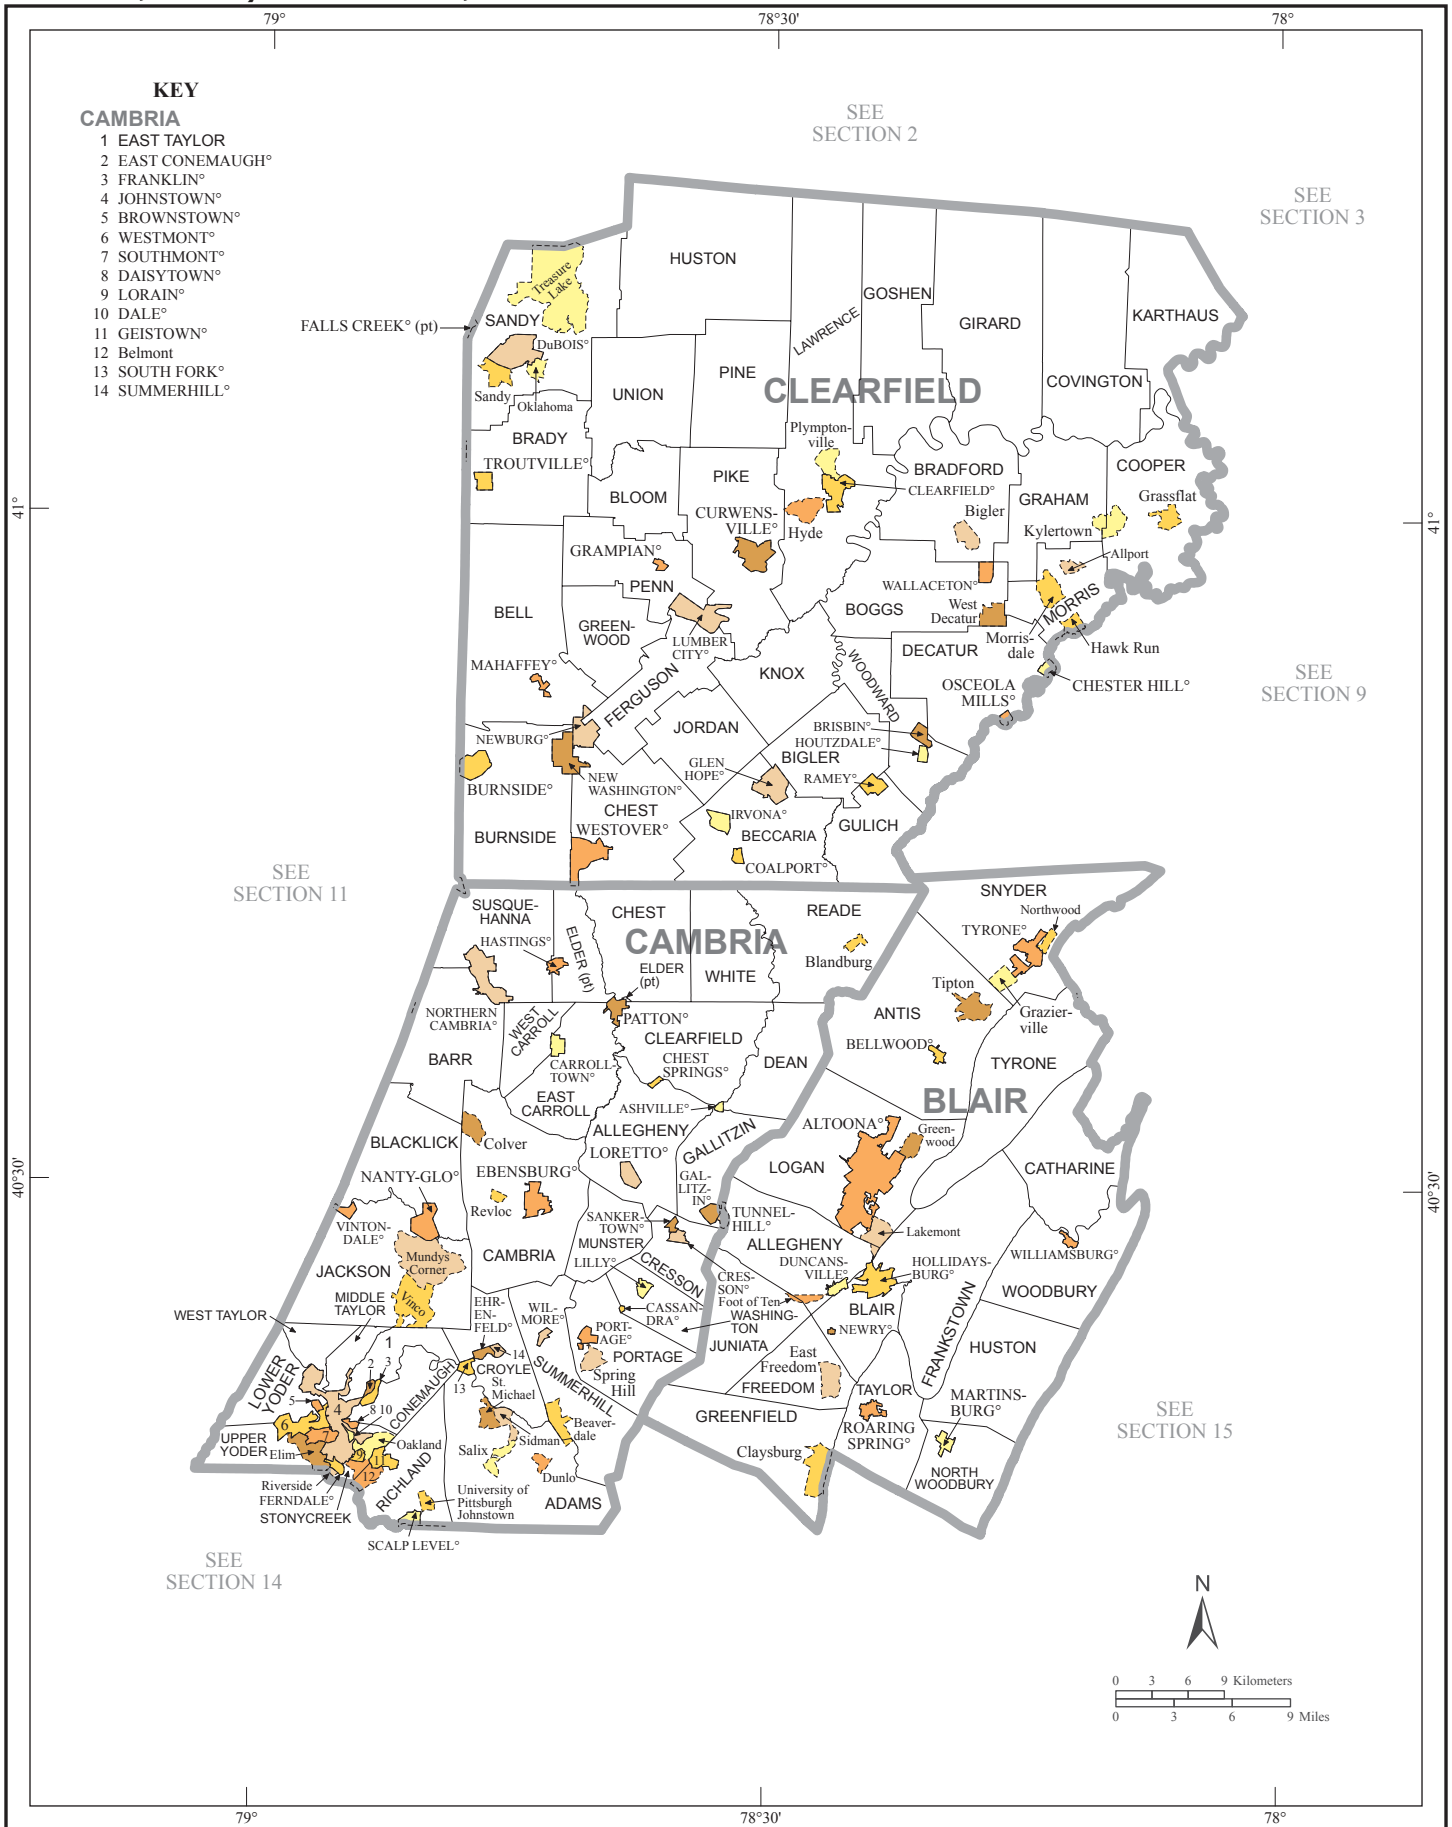 79°
78°30'
78°
KEY
CAMBRIA
1 EAST TAYLOR
2 EAST CONEMAUGH°
3 FRANKLIN°
4 JOHNSTOWN°
5 BROWNSTOWN°
6 WESTMONT°
7 SOUTHMONT°
8 DAISYTOWN°
9 LORAIN°
10 DALE°
11 GEISTOWN°
12 Belmont
13 SOUTH FORK°
14 SUMMERHILL°
SEE
SECTION 2
SEE
SECTION 3
HUSTON
GOSHEN
KARTHAUS
GIRARD
LAWRENCE
Treasure
Lake
SANDY
FALLS CREEK° (pt)
DuBOIS°
PINE
CLEARFIELD
COVINGTON
UNION
Sandy
Oklahoma
BRADY
TROUTVILLE°
Plympton-
ville
PIKE
BRADFORD
COOPER
CLEARFIELD°
BLOOM
GRAHAM
Grassflat
CURWENS-
VILLE°
Hyde
Bigler
Kylertown
41°
41°
GRAMPIAN°
Allport
PENN
WALLACETON°
BELL
GREEN-
WOOD
BOGGS
West
Decatur
MORRIS
LUMBER
CITY°
Morris-
dale
Hawk Run
DECATUR
MAHAFFEY°
KNOX
WOODWARD
CHESTER HILL°
FERGUSON
OSCEOLA
MILLS°
SEE
SECTION 9
JORDAN
BRISBIN°
NEWBURG°
HOUTZDALE°
BIGLER
GLEN
HOPE°
RAMEY°
NEW
WASHINGTON°
BURNSIDE°
CHEST
IRVONA°
WESTOVER°
BURNSIDE
BECCARIA
GULICH
COALPORT°
SEE
SECTION 11
SNYDER
Northwood
SUSQUE-
HANNA
CHEST
READE
TYRONE°
HASTINGS°
ELDER (pt)
CAMBRIA
Blandburg
ELDER
(pt)
WHITE
Tipton
NORTHERN
CAMBRIA°
WEST
CARROLL
PATTON°
ANTIS
Grazier-
ville
CLEARFIELD
BELLWOOD°
BARR
CARROLL-
TOWN°
CHEST
SPRINGS°
DEAN
TYRONE
EAST
CARROLL
ASHVILLE°
BLAIR
BLACKLICK
Colver
ALLEGHENY
GALLITZIN
ALTOONA°
Green-
wood
LORETTO°
LOGAN
CATHARINE
NANTY-GLO°
EBENSBURG°
GAL-
LITZ-
IN°
40°30'
40°30'
Revloc
SANKER-
TOWN°
TUNNEL-
HILL°
VINTON-
DALE°
MUNSTER
ALLEGHENY
Lakemont
WILLIAMSBURG°
Mundys
Corner
CAMBRIA
LILLY°
CRESSON
DUNCANS-
VILLE°
HOLLIDAYS-
BURG°
JACKSON
CRES-
SON°
Foot of Ten
WOODBURY
MIDDLE
TAYLOR
Vinco
EHR-
EN-
FELD°
WIL-
MORE°
CASSAN-
DRA°
WASHING-
TON
BLAIR
WEST TAYLOR
PORT-
AGE°
NEWRY°
FRANKSTOWN
HUSTON
1
JUNIATA
2
3
14
CROYLE
PORTAGE
13
East
Freedom
LOWER
YODER
CONEMAUGH
St.
Michael
SUMMERHILL
Spring
Hill
FREEDOM
TAYLOR
MARTINS-
BURG°
5
8 10
4
6
GREENFIELD
ROARING
SPRING°
SEE
SECTION 15
Beaver-
dale
UPPER
YODER
7
Oakland
Sidman
Elim
9
11
Salix
Claysburg
12
Dunlo
NORTH
WOODBURY
Riverside
RICHLAND
FERNDALE°
University of
Pittsburgh
Johnstown
ADAMS
STONYCREEK
SCALP LEVEL°
SEE
SECTION 14
N
0 3 6 9 Kilometers
0 3 6 9 Miles
79°
78°30'
78°